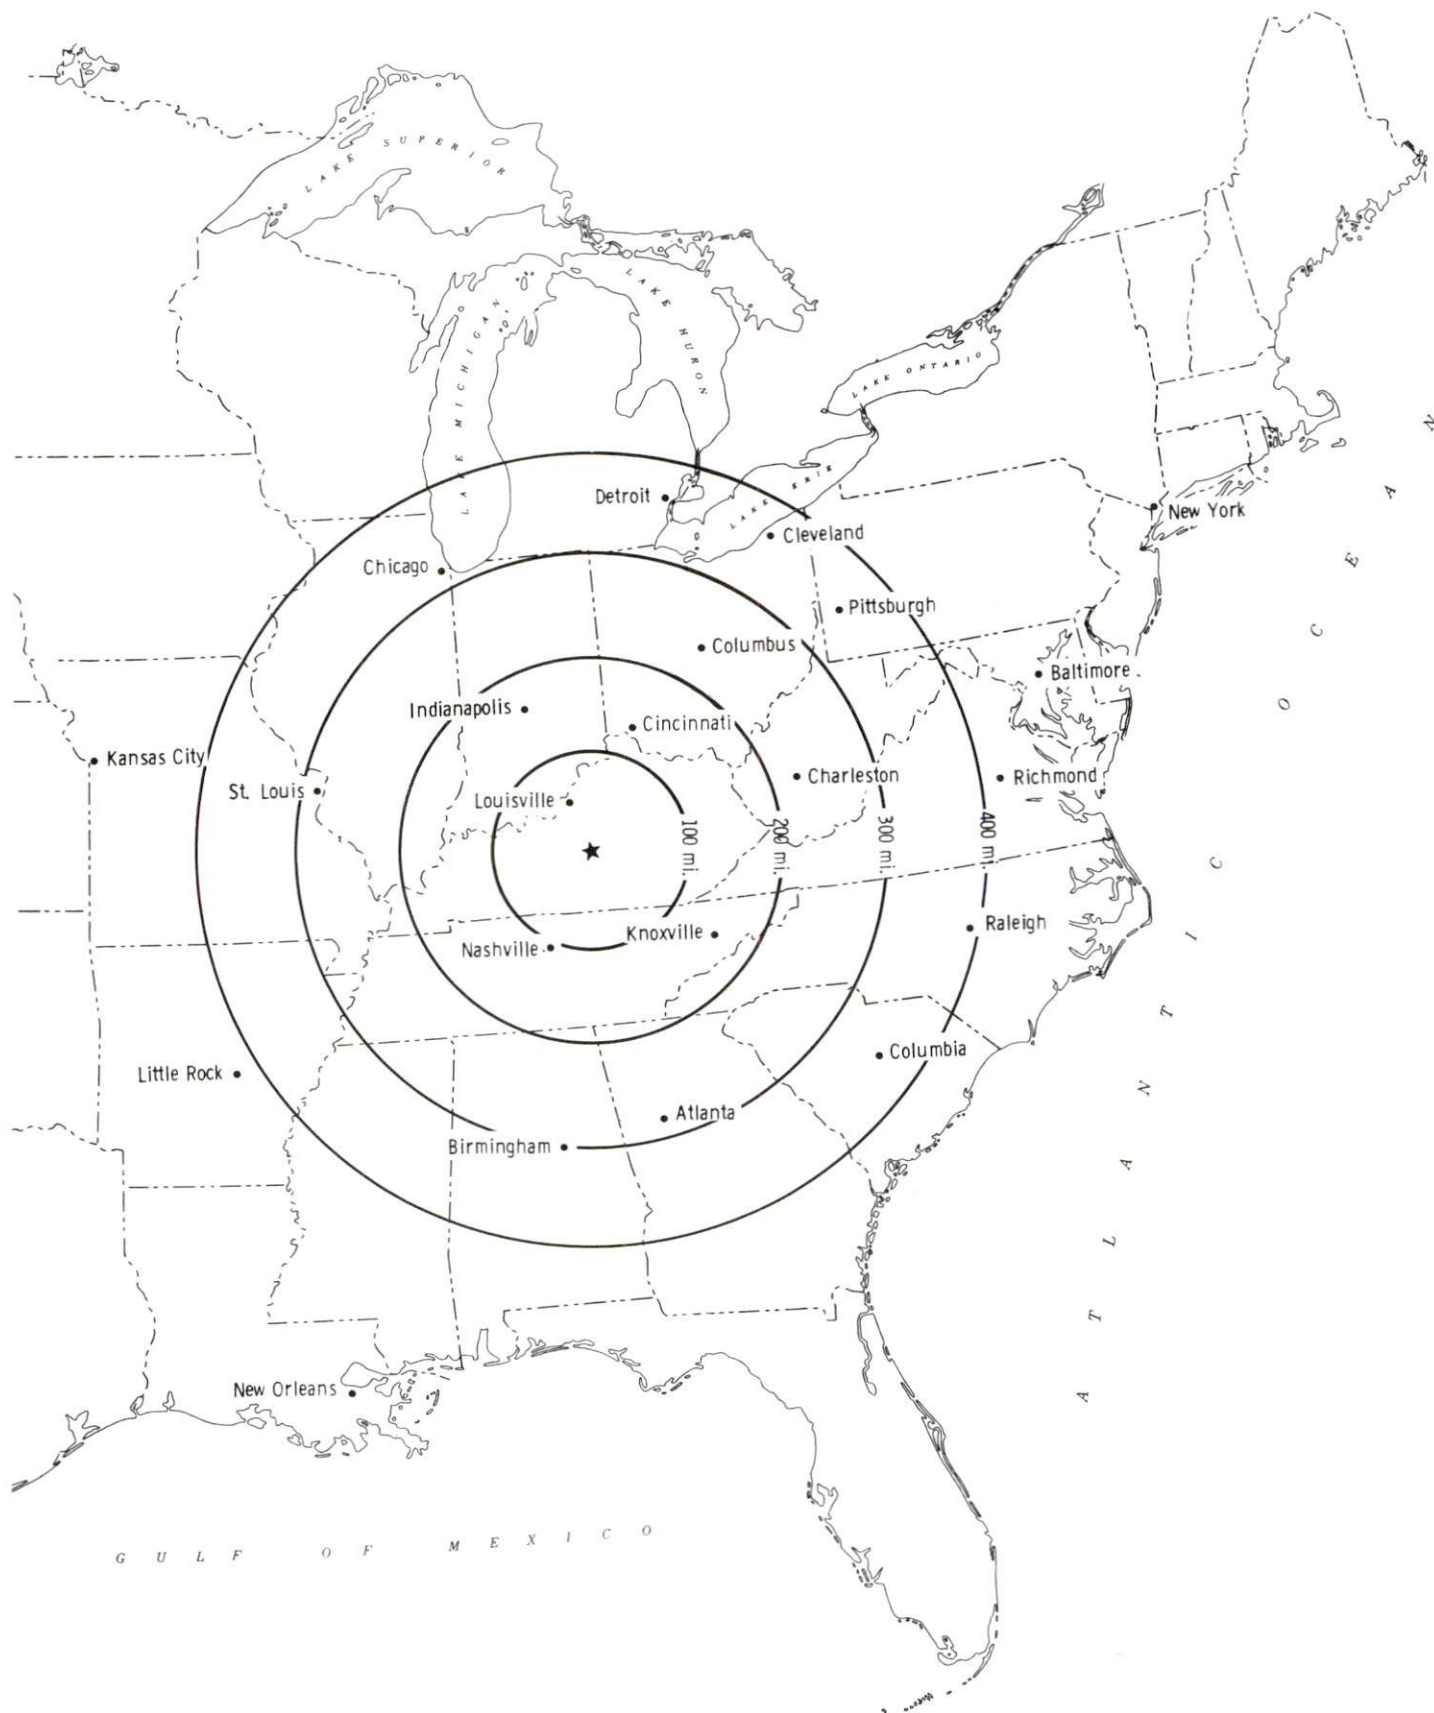 LAKE SUPERIOR
LAKE MICHIGAN
LAKE HURON
LAKE ONTARIO
LAKE ERIE
Detroit
Cleveland
New York
Chicago
Pittsburgh
Columbus
Baltimore
Indianapolis
Cincinnati
Kansas City
St. Louis
Charleston
Richmond
Louisville
100 mi.
200 mi.
300 mi.
400 mi.
Nashville
Knoxville
Raleigh
Little Rock
Columbia
Atlanta
Birmingham
New Orleans
ATLANTIC OCEAN
GULF OF MEXICO